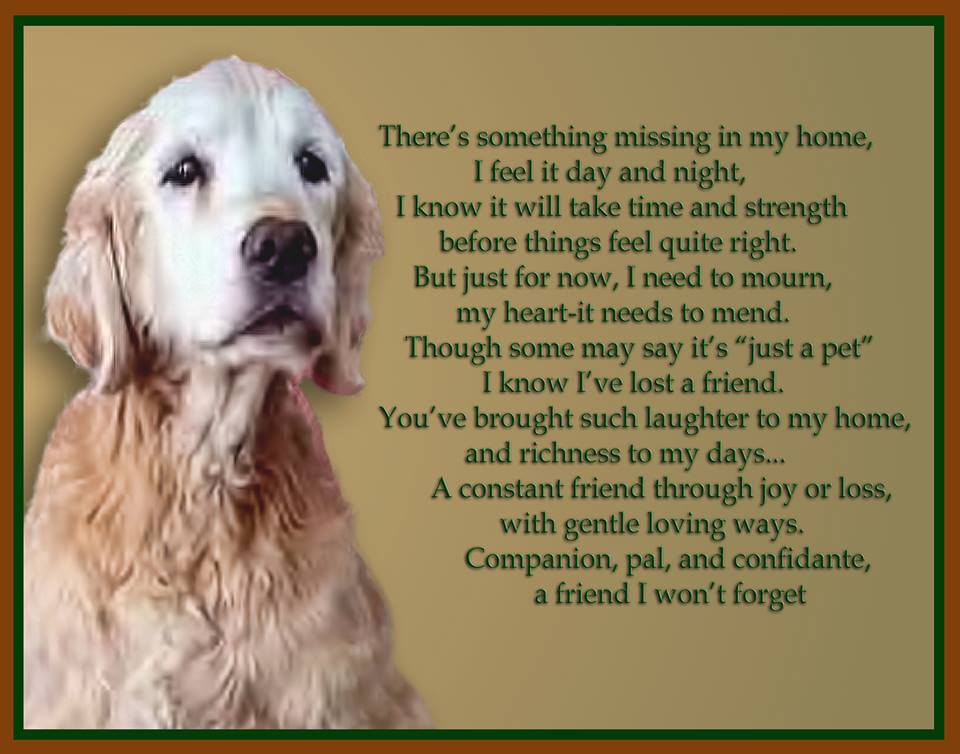 There’s something missing in my home,
I feel it day and night,
I know it will take time and strength
before things feel quite right.
But just for now, I need to mourn,
my heart-it needs to mend.
Though some may say it’s “just a pet”
I know I’ve lost a friend.
You’ve brought such laughter to my home,
and richness to my days...
A constant friend through joy or loss,
with gentle loving ways.
Companion, pal, and confidante,
a friend I won’t forget